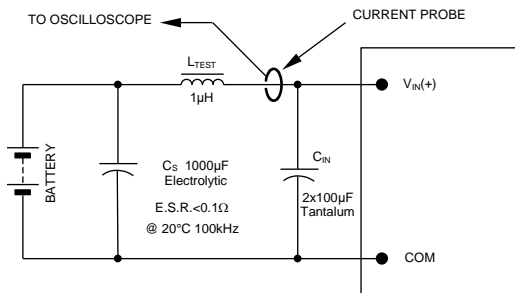 TO OSCILLOSCOPE
CURRENT PROBE
LTEST
1µH
VIN(+)
BATTERY
CS 1000µF
Electrolytic
E.S.R.<0.1Ω
@ 20°C 100kHz
CIN
2x100µF
Tantalum
COM